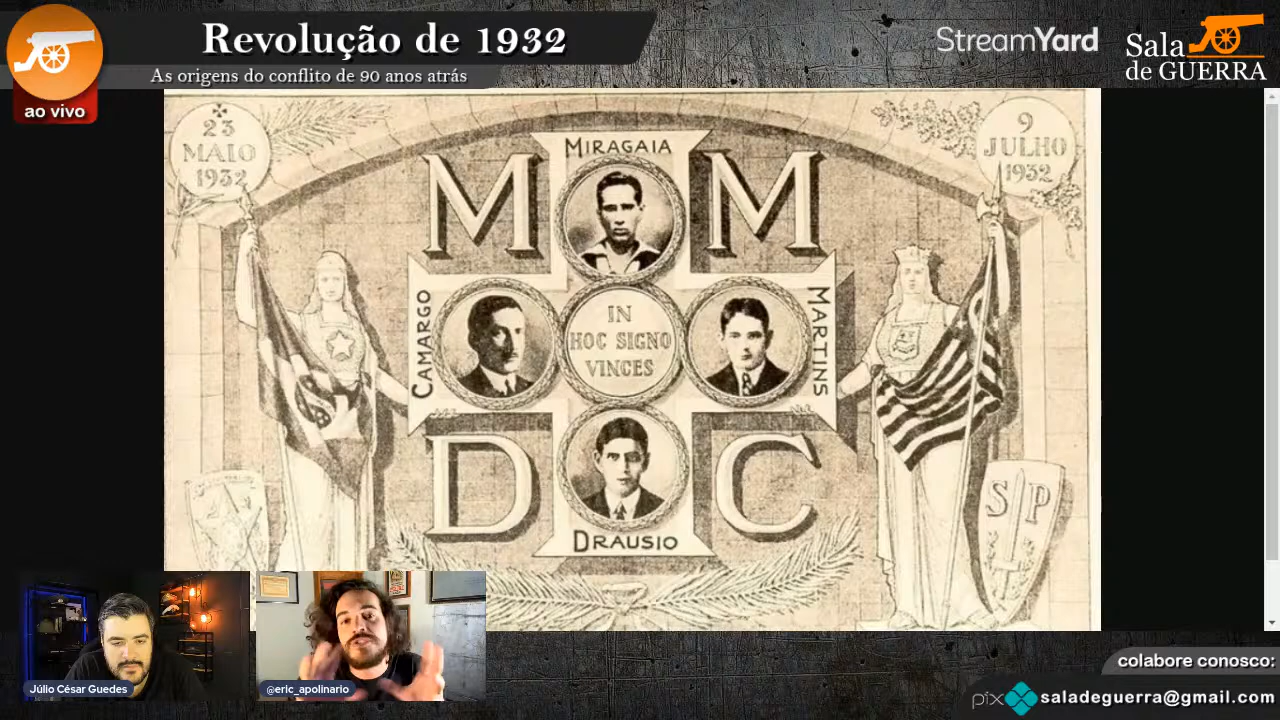 Revolução de 1932
As origens do conflito de 90 anos atrás
ao vivo
StreamYard
Sala
de GUERRA
23
MAIO
1932
9
JULHO
1932
MIRAGAIA
M M
CAMARGO
IN
HOC SIGNO
VINCES
MARTINS
D C
DRAUSIO
S P
Júlio César Guedes
@eric_apolinario
colabore conosco:
pix saladeguerra@gmail.com